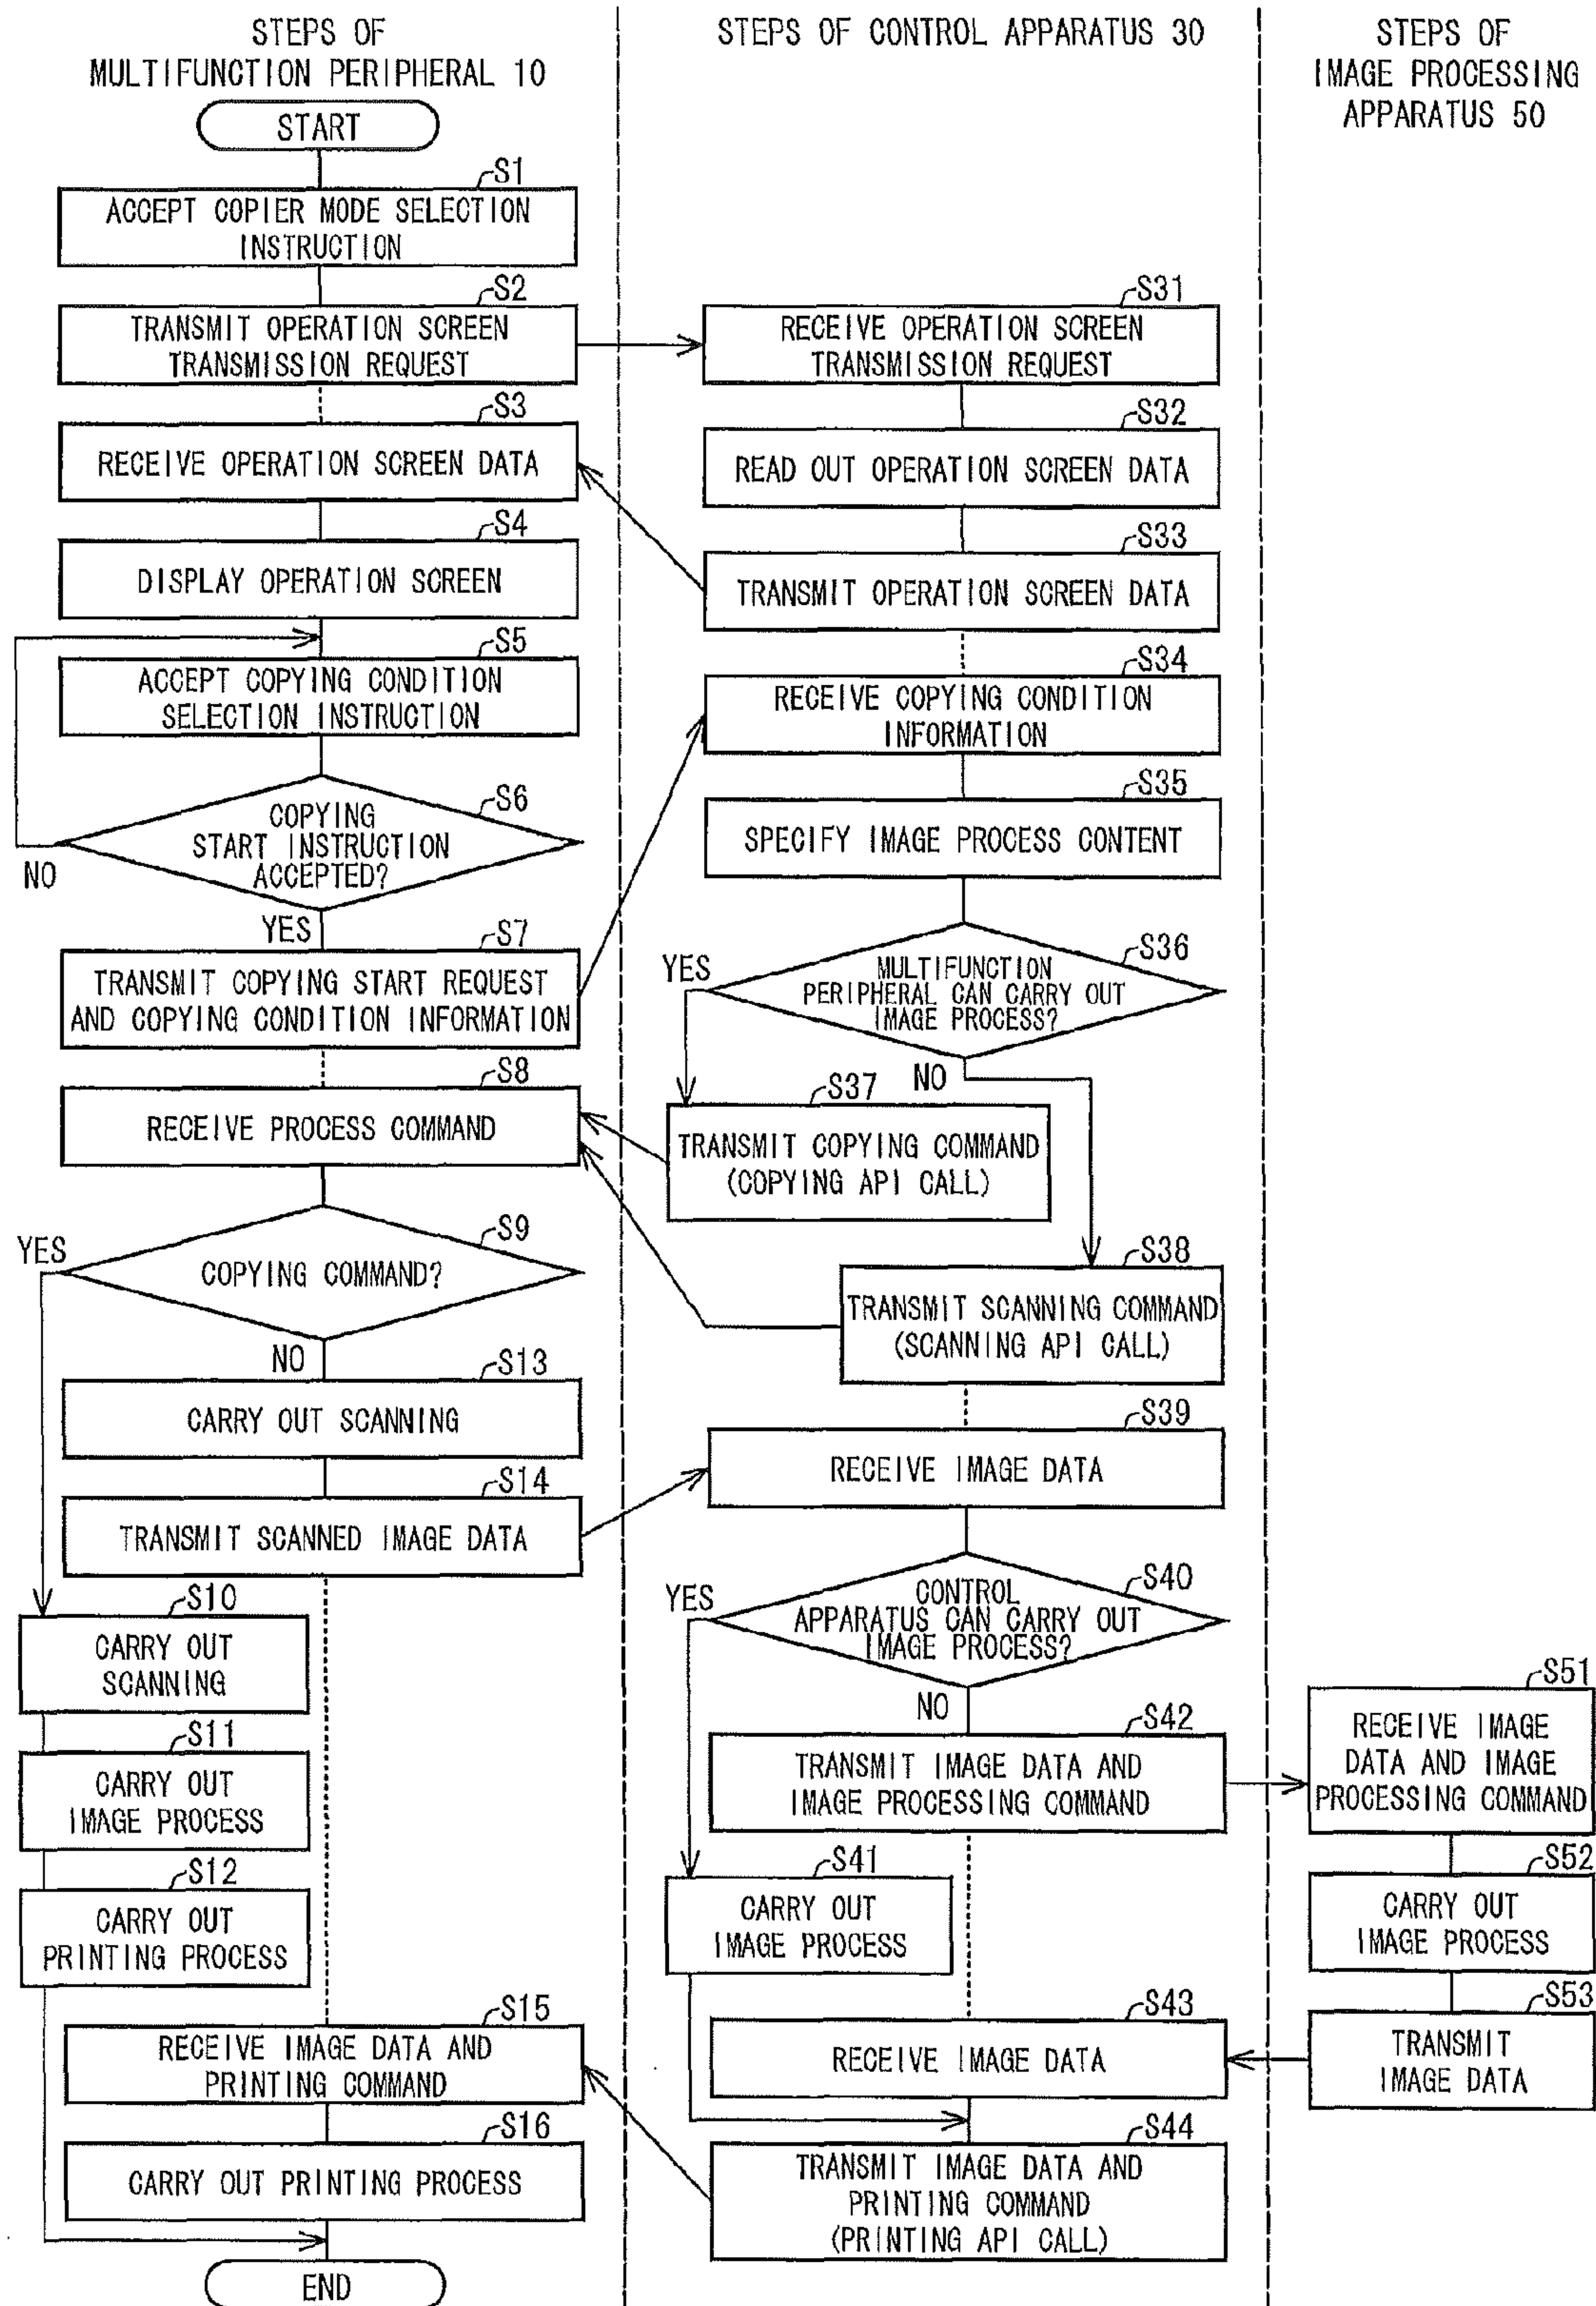 STEPS OF
MULTIFUNCTION PERIPHERAL 10
START
S1
ACCEPT COPIER MODE SELECTION
INSTRUCTION
S2
TRANSMIT OPERATION SCREEN
TRANSMISSION REQUEST
S3
RECEIVE OPERATION SCREEN DATA
S4
DISPLAY OPERATION SCREEN
S5
ACCEPT COPYING CONDITION
SELECTION INSTRUCTION
S6
COPYING
START INSTRUCTION
ACCEPTED?
NO
YES
S7
TRANSMIT COPYING START REQUEST
AND COPYING CONDITION INFORMATION
S8
RECEIVE PROCESS COMMAND
S9
YES
COPYING COMMAND?
NO
S13
CARRY OUT SCANNING
S14
TRANSMIT SCANNED IMAGE DATA
S10
CARRY OUT
SCANNING
S11
CARRY OUT
IMAGE PROCESS
S12
CARRY OUT
PRINTING PROCESS
S15
RECEIVE IMAGE DATA AND
PRINTING COMMAND
S16
CARRY OUT PRINTING PROCESS
END
STEPS OF CONTROL APPARATUS 30
S31
RECEIVE OPERATION SCREEN
TRANSMISSION REQUEST
S32
READ OUT OPERATION SCREEN DATA
S33
TRANSMIT OPERATION SCREEN DATA
S34
RECEIVE COPYING CONDITION
INFORMATION
S35
SPECIFY IMAGE PROCESS CONTENT
S36
YES
MULTIFUNCTION
PERIPHERAL CAN CARRY OUT
IMAGE PROCESS?
NO
S37
TRANSMIT COPYING COMMAND
(COPYING API CALL)
S38
TRANSMIT SCANNING COMMAND
(SCANNING API CALL)
S39
RECEIVE IMAGE DATA
S40
YES
CONTROL
APPARATUS CAN CARRY OUT
IMAGE PROCESS?
NO
S42
TRANSMIT IMAGE DATA AND
IMAGE PROCESSING COMMAND
S41
CARRY OUT
IMAGE PROCESS
S43
RECEIVE IMAGE DATA
S44
TRANSMIT IMAGE DATA AND
PRINTING COMMAND
(PRINTING API CALL)
STEPS OF
IMAGE PROCESSING
APPARATUS 50
S51
RECEIVE IMAGE
DATA AND IMAGE
PROCESSING COMMAND
S52
CARRY OUT
IMAGE PROCESS
S53
TRANSMIT
IMAGE DATA